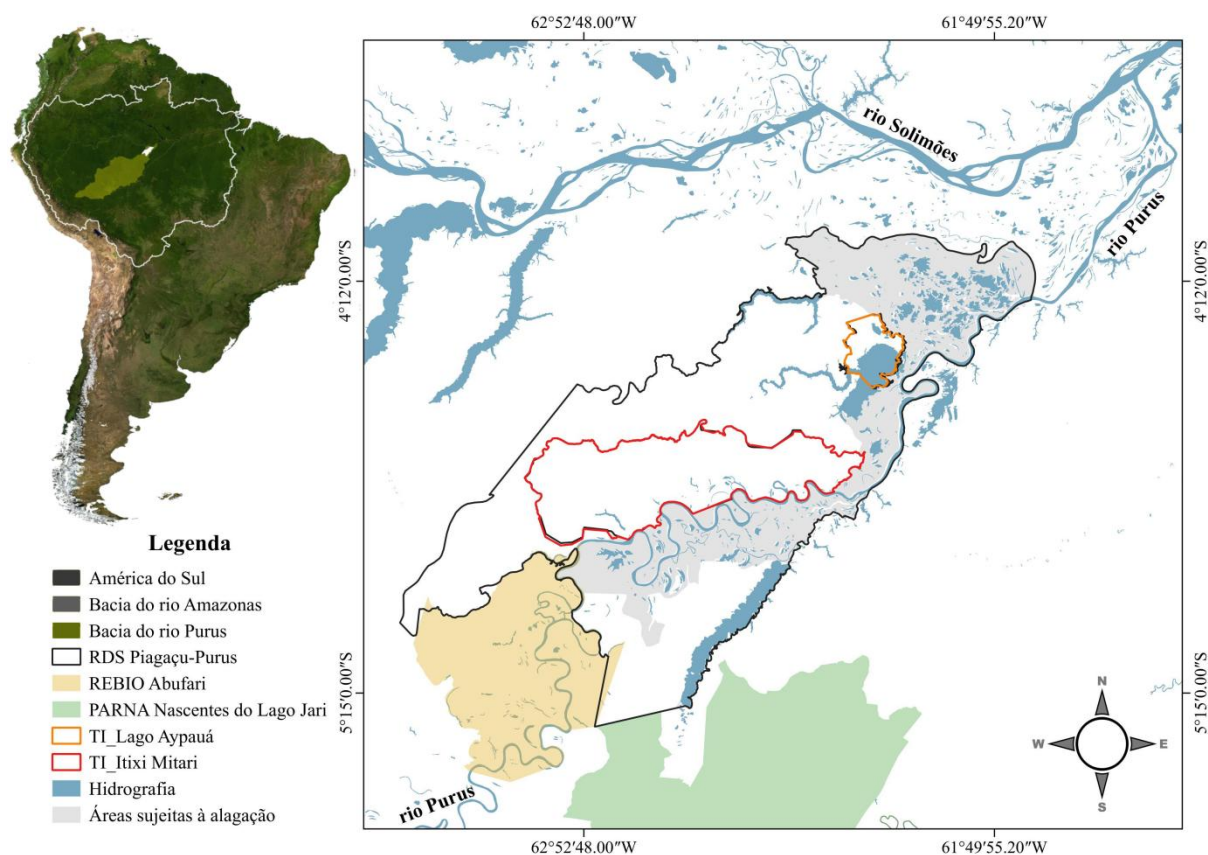 62°52'48.00"W
61°49'55.20"W
rio Solimões
rio Purus
4°12'0.00"S
4°12'0.00"S
Legenda
América do Sul
Bacia do rio Amazonas
Bacia do rio Purus
RDS Piagaçu-Purus
REBIO Abufari
PARNA Nascentes do Lago Jari
TI_Lago Aypauá
TI_Itixi Mitari
Hidrografia
Áreas sujeitas à alagação
5°15'0.00"S
5°15'0.00"S
N
W
E
S
rio Purus
62°52'48.00"W
61°49'55.20"W